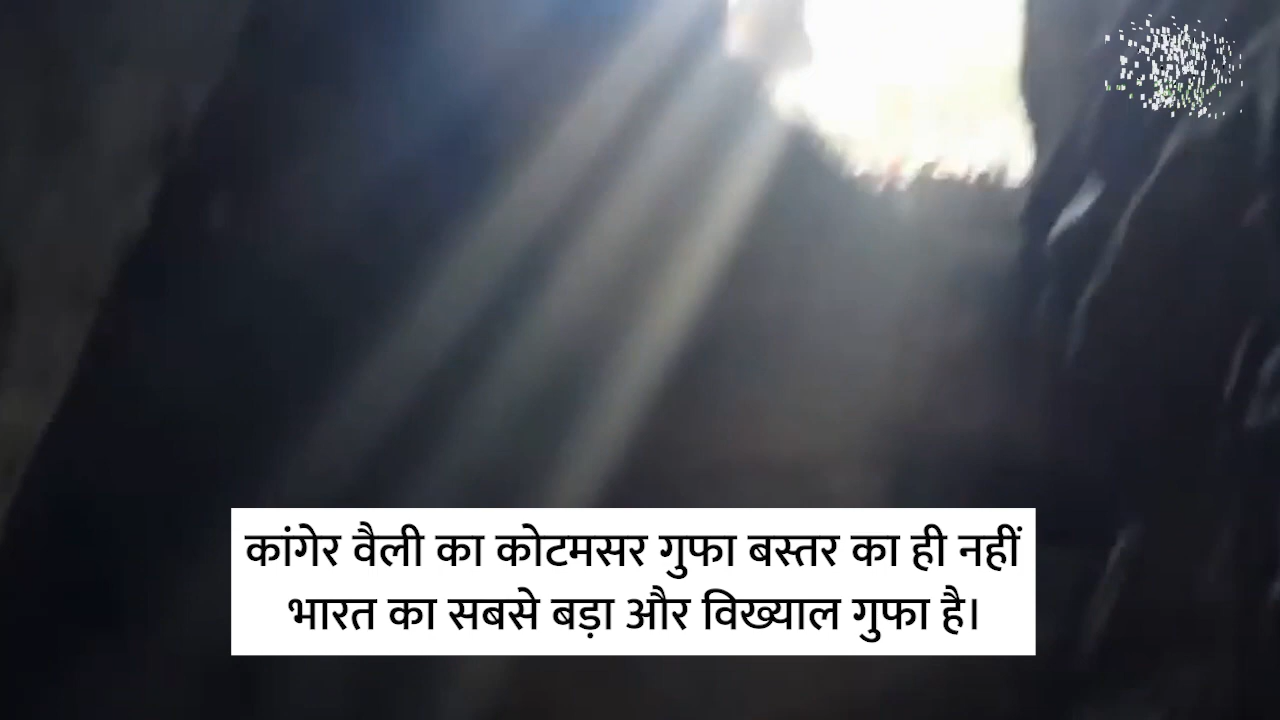 कांगेर वैली का कोटमसर गुफा बस्तर का ही नहीं
भारत का सबसे बड़ा और विख्याल गुफा है।